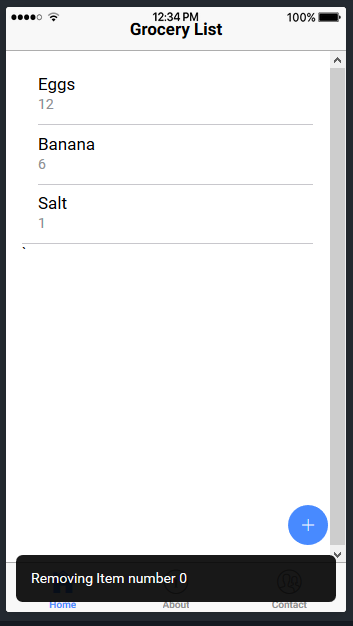 12:34 PM
100%
Grocery List
Eggs
12
Banana
6
Salt
1
`
Removing Item number 0
Home
About
Contact